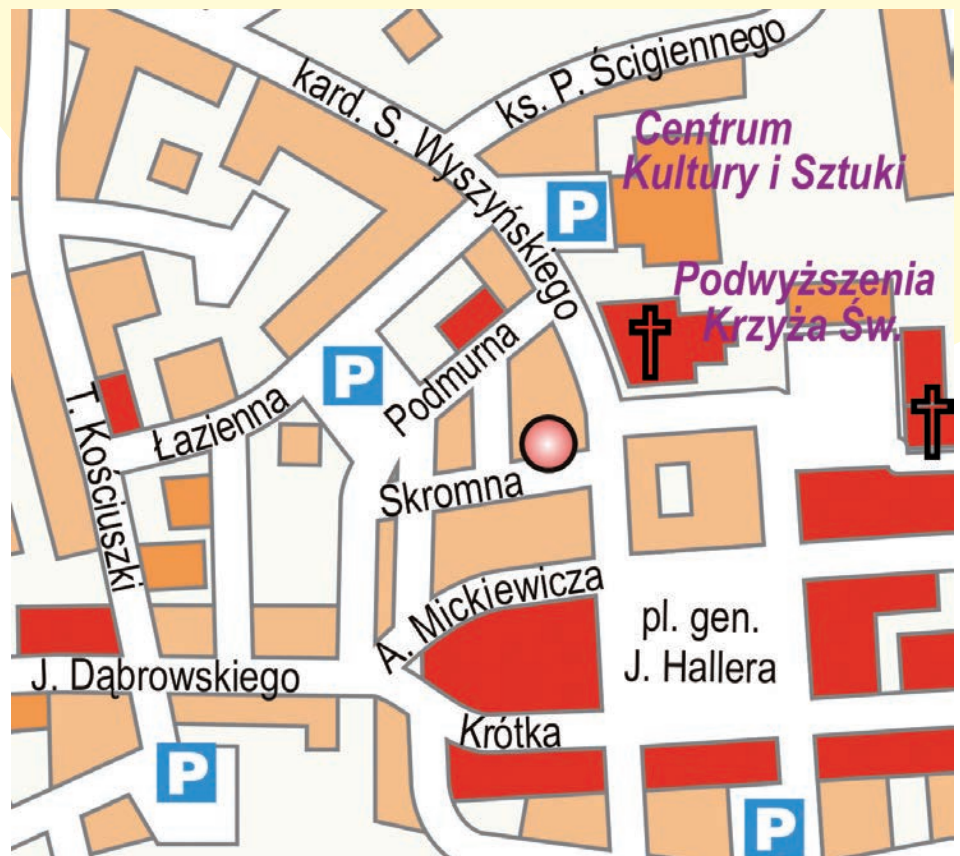 kard. S. Wyszyńskiego
ks. P. Ścigiennego
Centrum
Kultury i Sztuki
P
Podwyższenia
Krzyża Św.
P
Podmurna
Łazienna
T. Kościuszki
Skromna
A. Mickiewicza
pl. gen.
J. Hallera
J. Dąbrowskiego
Krótka
P
P